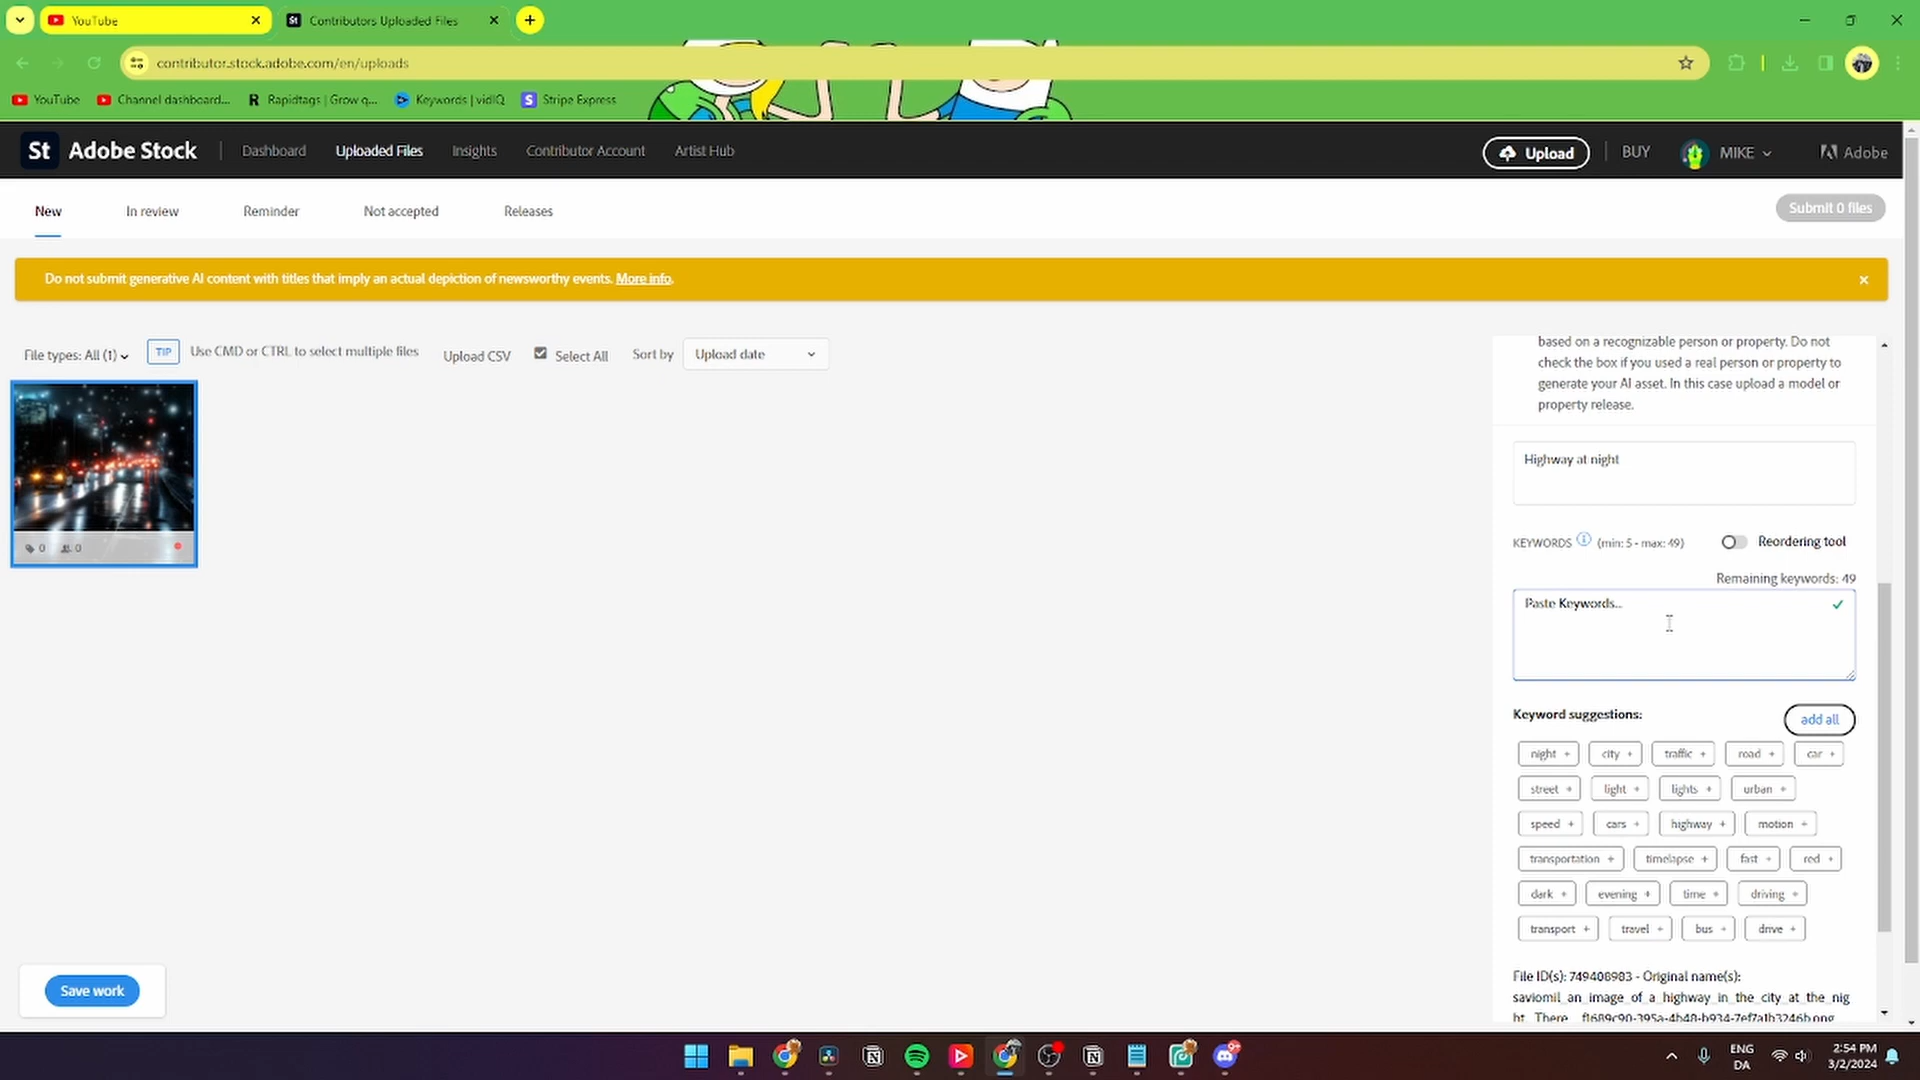 YouTube
Contributors Uploaded Files
contributor.stock.adobe.com/en/uploads
YouTube
Channel dashboard...
Rapidtags | Grow q...
Keywords | vidIQ
Stripe Express
St Adobe Stock
Dashboard
Uploaded Files
Insights
Contributor Account
Artist Hub
Upload
BUY
MIKE
Adobe
New
In review
Reminder
Not accepted
Releases
Submit 0 files
Do not submit generative AI content with titles that imply an actual depiction of newsworthy events. More info.
File types: All (1)
TIP
Use CMD or CTRL to select multiple files
Upload CSV
Select All
Sort by
Upload date
0
0
based on a recognizable person or property. Do not
check the box if you used a real person or property to
generate your AI asset. In this case upload a model or
property release.
Highway at night
KEYWORDS (min: 5 - max: 49)
Reordering tool
Remaining keywords: 49
Paste Keywords...
Keyword suggestions:
add all
night + city + traffic + road + car +
street + light + lights + urban +
speed + cars + highway + motion +
transportation + timelapse + fast + red +
dark + evening + time + driving +
transport + travel + bus + drive +
File ID(s): 749408983 - Original name(s):
saviomil_an_image_of_a_highway_in_the_city_at_the_nig
ht._There_
Save work
ENG
DA
2:54 PM
3/2/2024